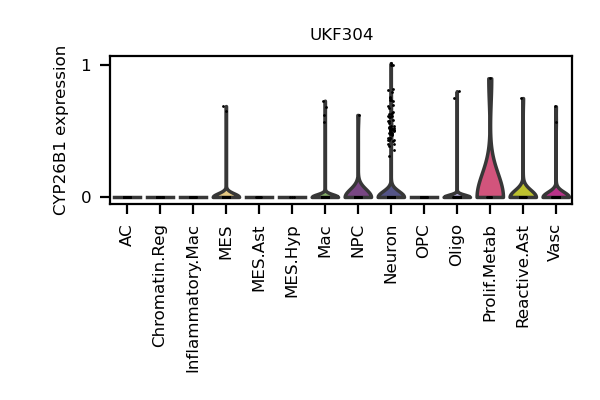 UKF304
CYP26B1 expression
1
0
AC
Chromatin.Reg
Inflammatory.Mac
MES
MES.Ast
MES.Hyp
Mac
NPC
Neuron
OPC
Oligo
Prolif.Metab
Reactive.Ast
Vasc